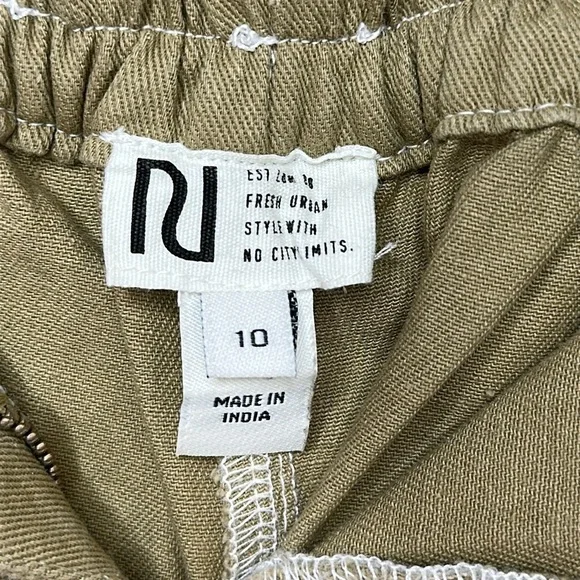 EST
FRESH URBAN
STYLE WITH
NO CITY LIMITS.
10
MADE IN
INDIA